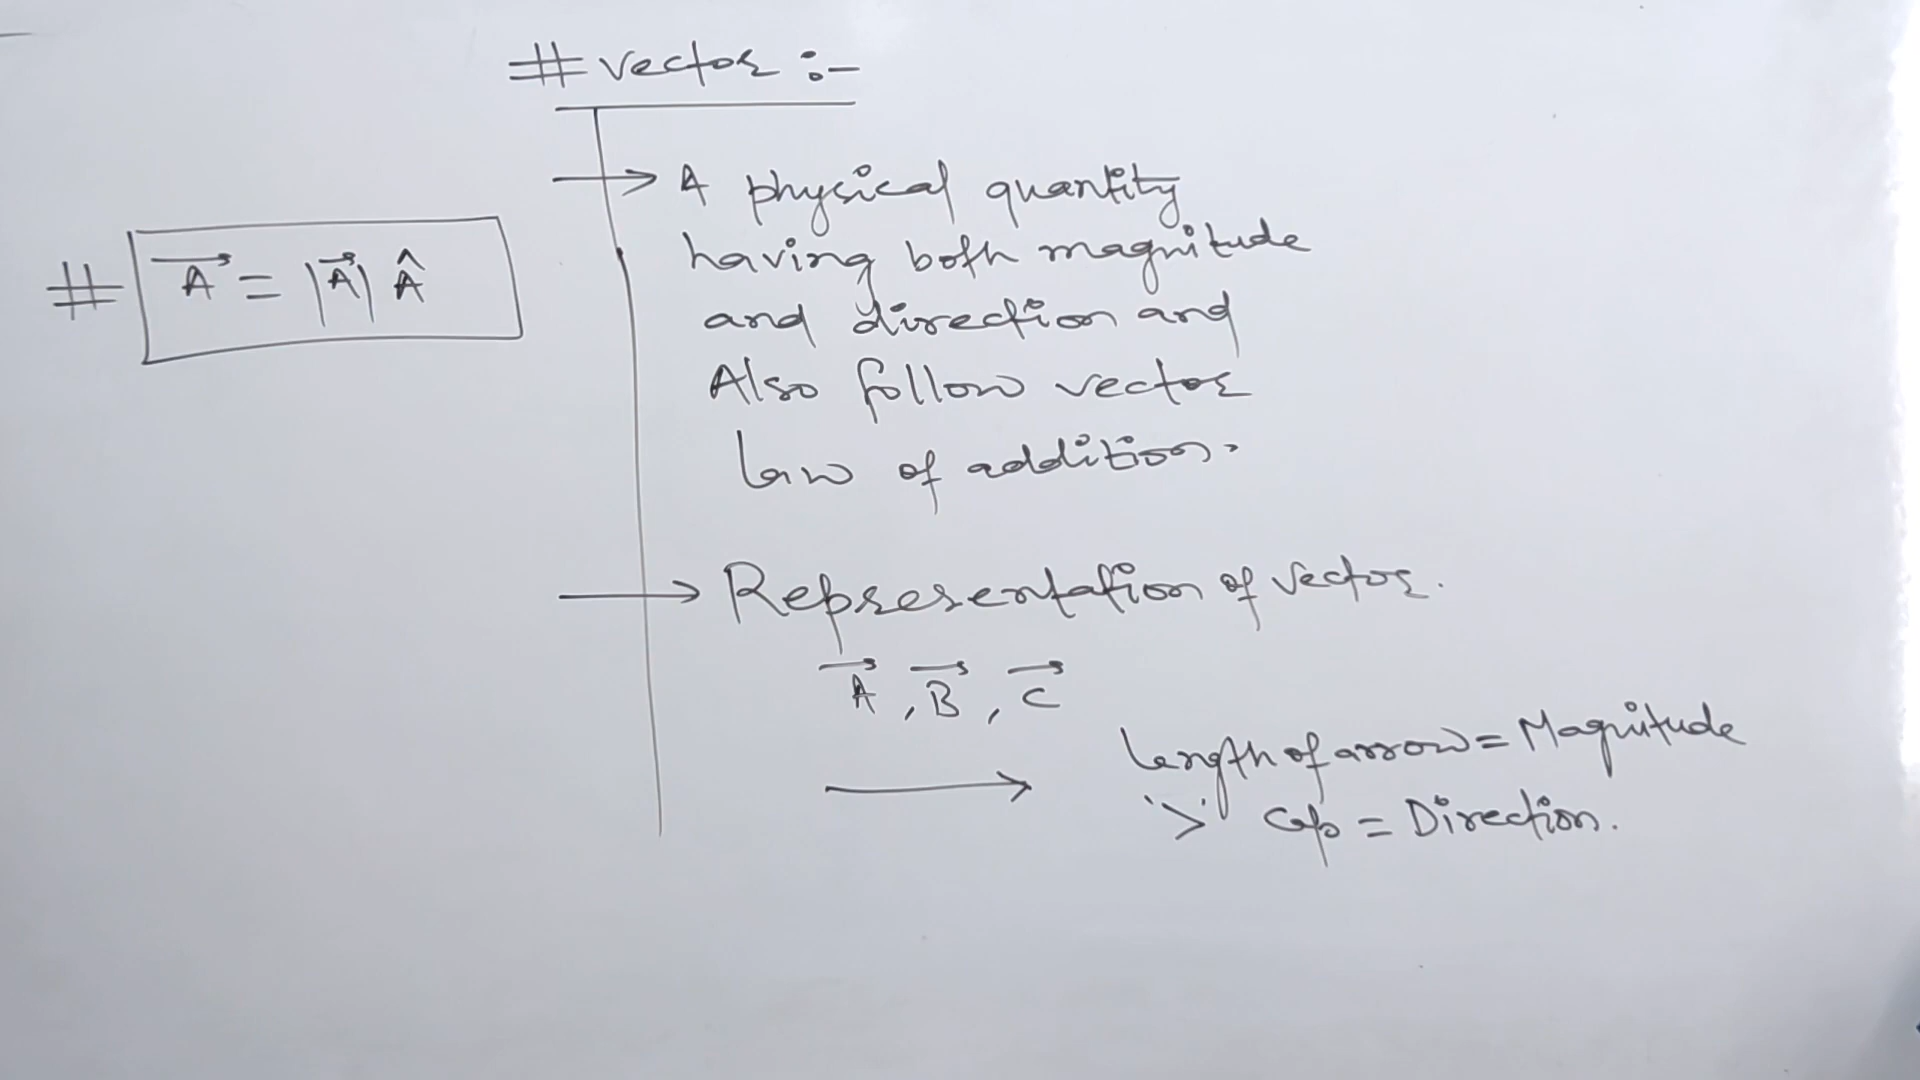 # vector :-
→ A physical quantity
having both magnitude
and direction and
Also follow vector
law of addition.
# A⃗ = |A⃗| Â
→ Representation of vector.
A⃗, B⃗, C⃗
length of arrow = Magnitude
'>' = Direction.